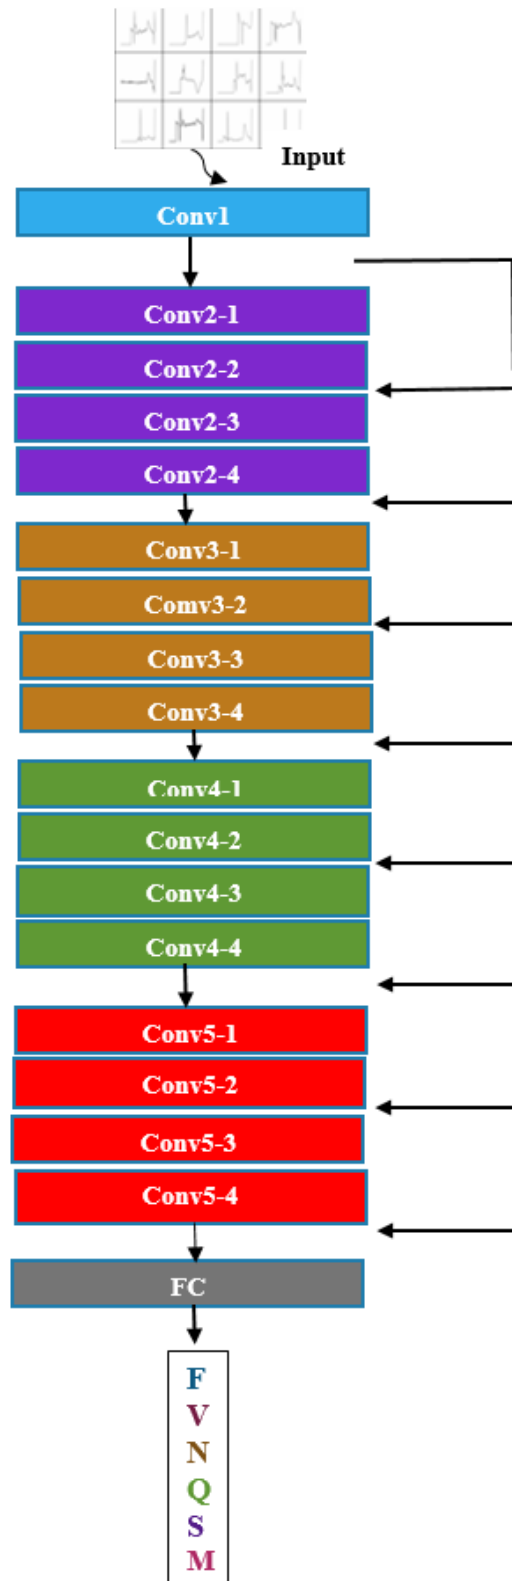 Input
Conv1
Conv2-1
Conv2-2
Conv2-3
Conv2-4
Conv3-1
Comv3-2
Conv3-3
Conv3-4
Conv4-1
Conv4-2
Conv4-3
Conv4-4
Conv5-1
Conv5-2
Conv5-3
Conv5-4
FC
F
V
N
Q
S
M